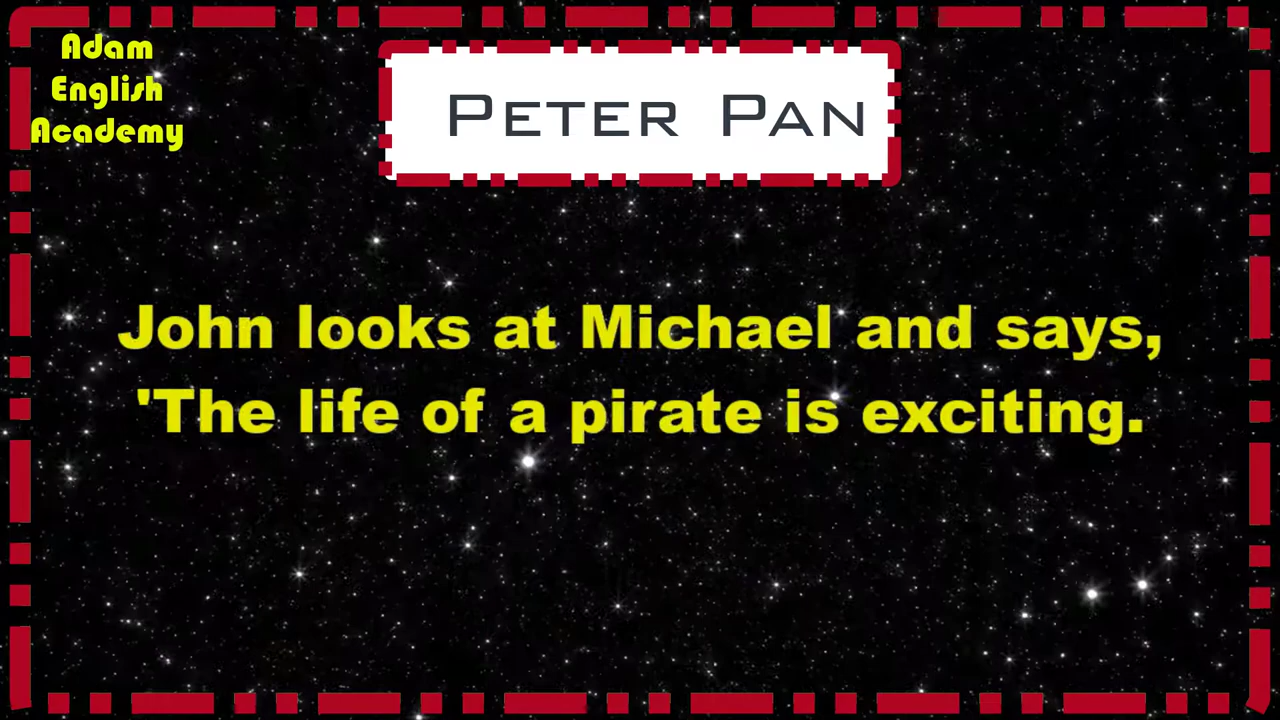 Adam
English
Academy
Peter Pan
John looks at Michael and says,
'The life of a pirate is exciting.